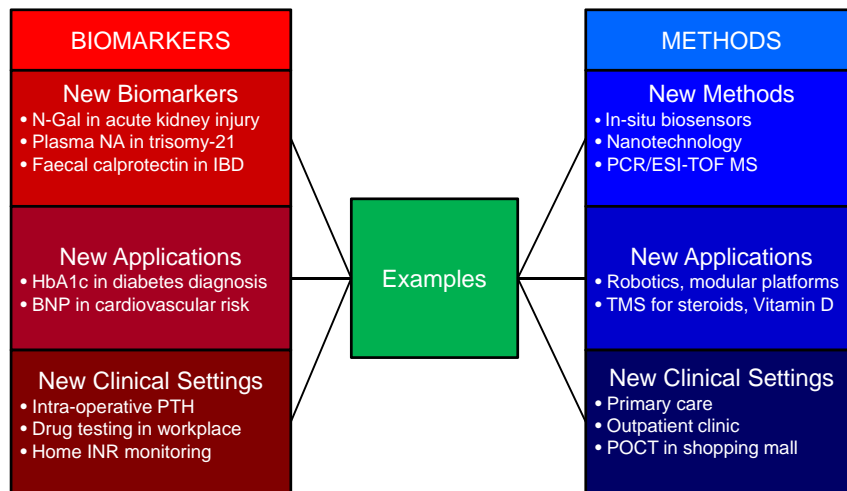 BIOMARKERS
New Biomarkers
• N-Gal in acute kidney injury
• Plasma NA in trisomy-21
• Faecal calprotectin in IBD
New Applications
• HbA1c in diabetes diagnosis
• BNP in cardiovascular risk
New Clinical Settings
• Intra-operative PTH
• Drug testing in workplace
• Home INR monitoring
Examples
METHODS
New Methods
• In-situ biosensors
• Nanotechnology
• PCR/ESI-TOF MS
New Applications
• Robotics, modular platforms
• TMS for steroids, Vitamin D
New Clinical Settings
• Primary care
• Outpatient clinic
• POCT in shopping mall